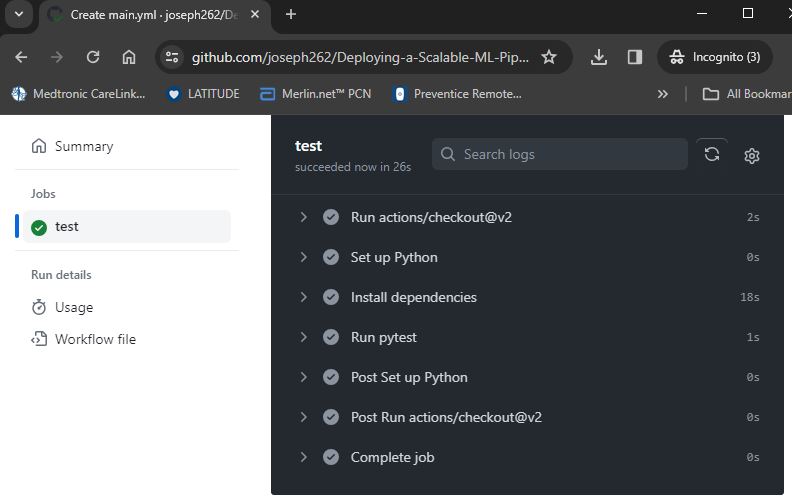 Create main.yml · joseph262/De
github.com/joseph262/Deploying-a-Scalable-ML-Pip...
Incognito (3)
Medtronic CareLink...
LATITUDE
Merlin.net™ PCN
Preventice Remote...
All Bookmar
Summary
Jobs
test
Run details
Usage
Workflow file
test
succeeded now in 26s
Search logs
Run actions/checkout@v2 2s
Set up Python 0s
Install dependencies 18s
Run pytest 1s
Post Set up Python 0s
Post Run actions/checkout@v2 0s
Complete job 0s